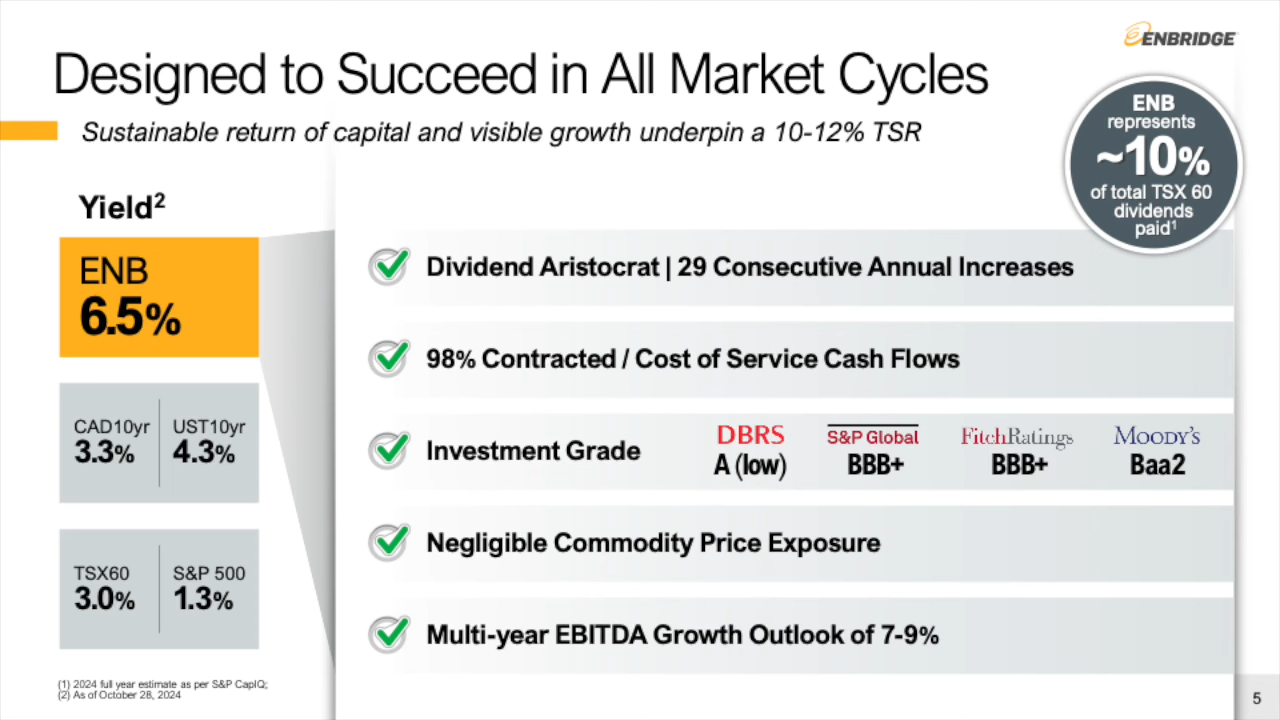 ENBRIDGE
Designed to Succeed in All Market Cycles
Sustainable return of capital and visible growth underpin a 10-12% TSR
ENB
represents
~10%
of total TSX 60
dividends
paid¹
Yield²
ENB
6.5%
CAD10yr UST10yr
3.3% 4.3%
TSX60 S&P 500
3.0% 1.3%
Dividend Aristocrat | 29 Consecutive Annual Increases
98% Contracted / Cost of Service Cash Flows
Investment Grade
DBRS S&P Global FitchRatings MOODY'S
A (low) BBB+ BBB+ Baa2
Negligible Commodity Price Exposure
Multi-year EBITDA Growth Outlook of 7-9%
(1) 2024 full year estimate as per S&P CapIQ;
(2) As of October 28, 2024
5